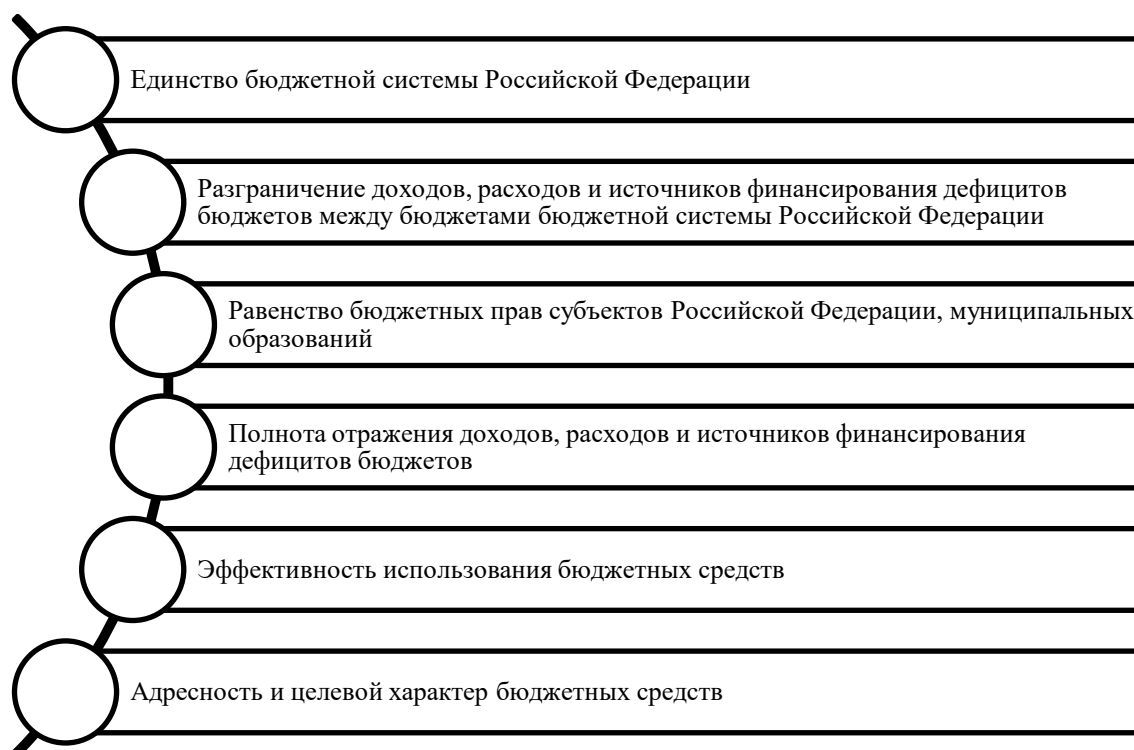 Единство бюджетной системы Российской Федерации
Разграничение доходов, расходов и источников финансирования дефицитов
бюджетов между бюджетами бюджетной системы Российской Федерации
Равенство бюджетных прав субъектов Российской Федерации, муниципальных
образований
Полнота отражения доходов, расходов и источников финансирования
дефицитов бюджетов
Эффективность использования бюджетных средств
Адресность и целевой характер бюджетных средств